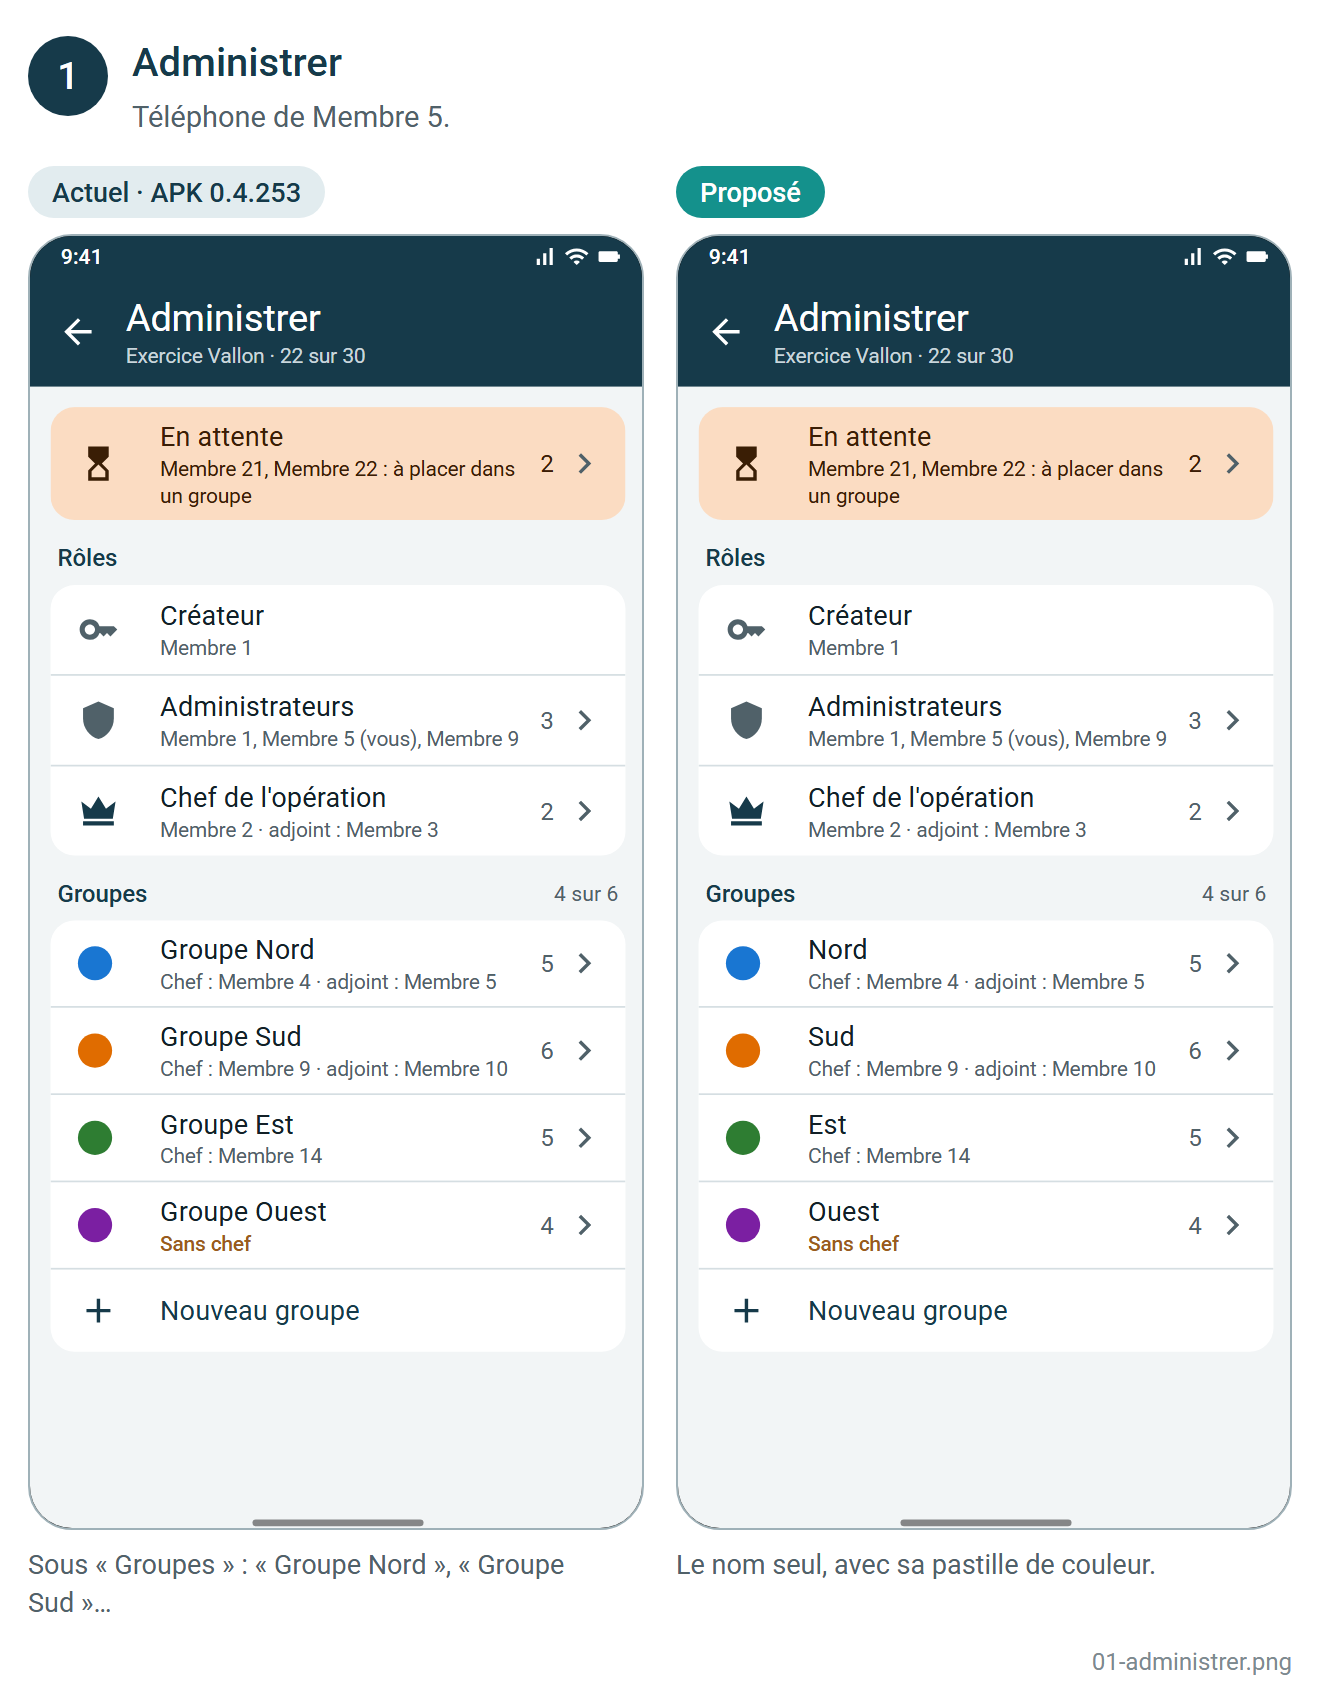 1
Administrer
Téléphone de Membre 5.
Actuel · APK 0.4.253
9:41
Administrer
Exercice Vallon · 22 sur 30
En attente
Membre 21, Membre 22 : à placer dans
un groupe
2
Rôles
Créateur
Membre 1
Administrateurs
Membre 1, Membre 5 (vous), Membre 9
3
Chef de l'opération
Membre 2 · adjoint : Membre 3
2
Groupes
4 sur 6
Groupe Nord
Chef : Membre 4 · adjoint : Membre 5
5
Groupe Sud
Chef : Membre 9 · adjoint : Membre 10
6
Groupe Est
Chef : Membre 14
5
Groupe Ouest
Sans chef
4
Nouveau groupe
Sous « Groupes » : « Groupe Nord », « Groupe
Sud »…
Proposé
9:41
Administrer
Exercice Vallon · 22 sur 30
En attente
Membre 21, Membre 22 : à placer dans
un groupe
2
Rôles
Créateur
Membre 1
Administrateurs
Membre 1, Membre 5 (vous), Membre 9
3
Chef de l'opération
Membre 2 · adjoint : Membre 3
2
Groupes
4 sur 6
Nord
Chef : Membre 4 · adjoint : Membre 5
5
Sud
Chef : Membre 9 · adjoint : Membre 10
6
Est
Chef : Membre 14
5
Ouest
Sans chef
4
Nouveau groupe
Le nom seul, avec sa pastille de couleur.
01-administrer.png